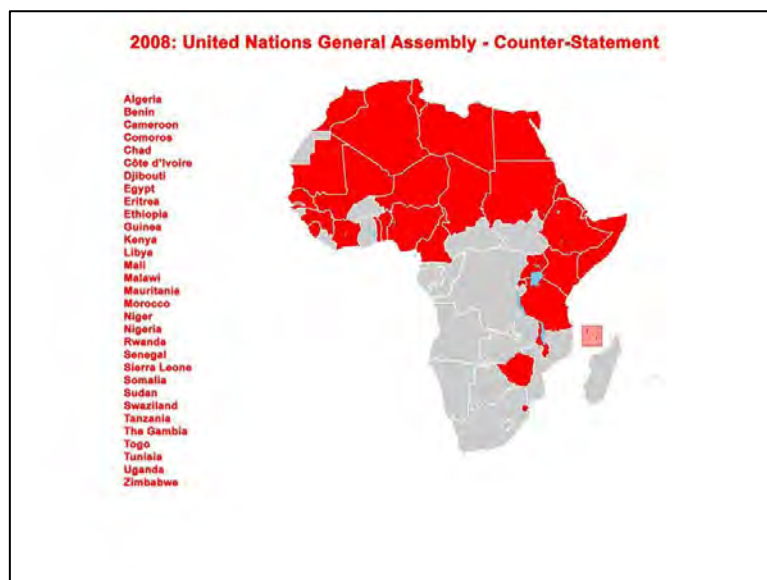 2008: United Nations General Assembly - Counter-Statement
Algeria
Benin
Cameroon
Comoros
Chad
Côte d'Ivoire
Djibouti
Egypt
Eritrea
Ethiopia
Guinea
Kenya
Libya
Mali
Malawi
Mauritania
Morocco
Niger
Nigeria
Rwanda
Senegal
Sierra Leone
Somalia
Sudan
Swaziland
Tanzania
The Gambia
Togo
Tunisia
Uganda
Zimbabwe